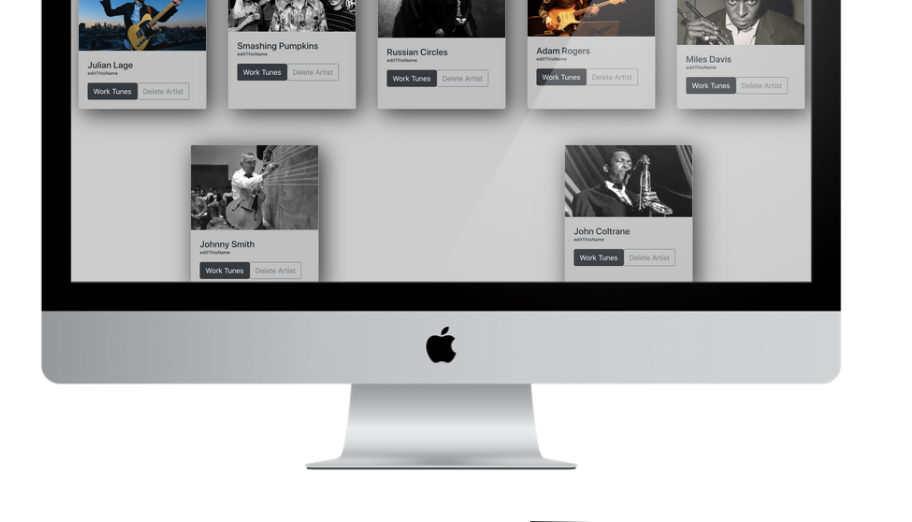 Julian Lage
editThisName
Work Tunes Delete Artist
Smashing Pumpkins
Work Tunes Delete Artist
Russian Circles
editThisName
Work Tunes Delete Artist
Adam Rogers
editThisName
Work Tunes Delete Artist
Miles Davis
editThisName
Work Tunes Delete Artist
Johnny Smith
editThisName
Work Tunes Delete Artist
John Coltrane
editThisName
Work Tunes Delete Artist